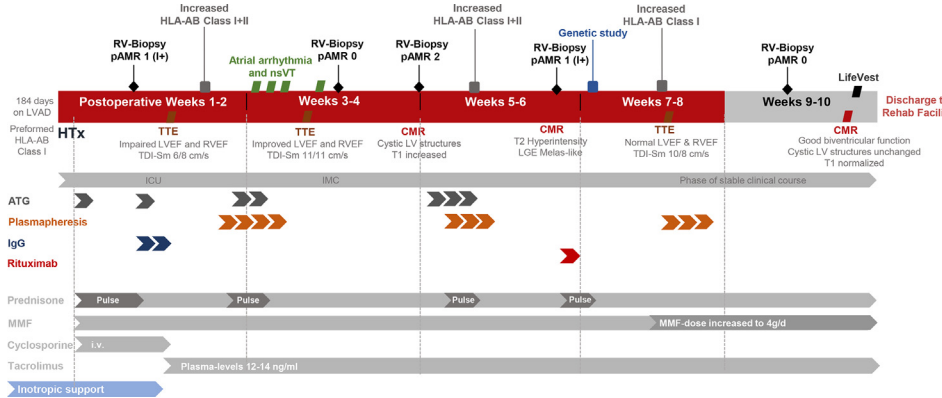 Increased
HLA-AB Class I+II
Increased
HLA-AB Class I+II
Increased
HLA-AB Class I
RV-Biopsy
pAMR 1 (I+)
Atrial arrhythmia
and nsVT
RV-Biopsy
pAMR 0
RV-Biopsy
pAMR 2
RV-Biopsy
pAMR 1 (I+)
Genetic study
RV-Biopsy
pAMR 0
LifeVest
184 days
on LVAD
Postoperative Weeks 1-2
Weeks 3-4
Weeks 5-6
Weeks 7-8
Weeks 9-10
Discharge t
Rehab Facili
Preformed
HLA-AB
Class I
HTx
TTE
Impaired LVEF and RVEF
TDI-Sm 6/8 cm/s
TTE
Improved LVEF and RVEF
TDI-Sm 11/11 cm/s
CMR
Cystic LV structures
T1 increased
CMR
T2 Hyperintensity
LGE Melas-like
TTE
Normal LVEF & RVEF
TDI-Sm 10/8 cm/s
CMR
Good biventricular function
Cystic LV structures unchanged
T1 normalized
ICU
IMC
Phase of stable clinical course
ATG
Plasmapheresis
IgG
Rituximab
Prednisone
Pulse
Pulse
Pulse
Pulse
MMF
MMF-dose increased to 4g/d
Cyclosporine
i.v.
Tacrolimus
Plasma-levels 12-14 ng/ml
Inotropic support